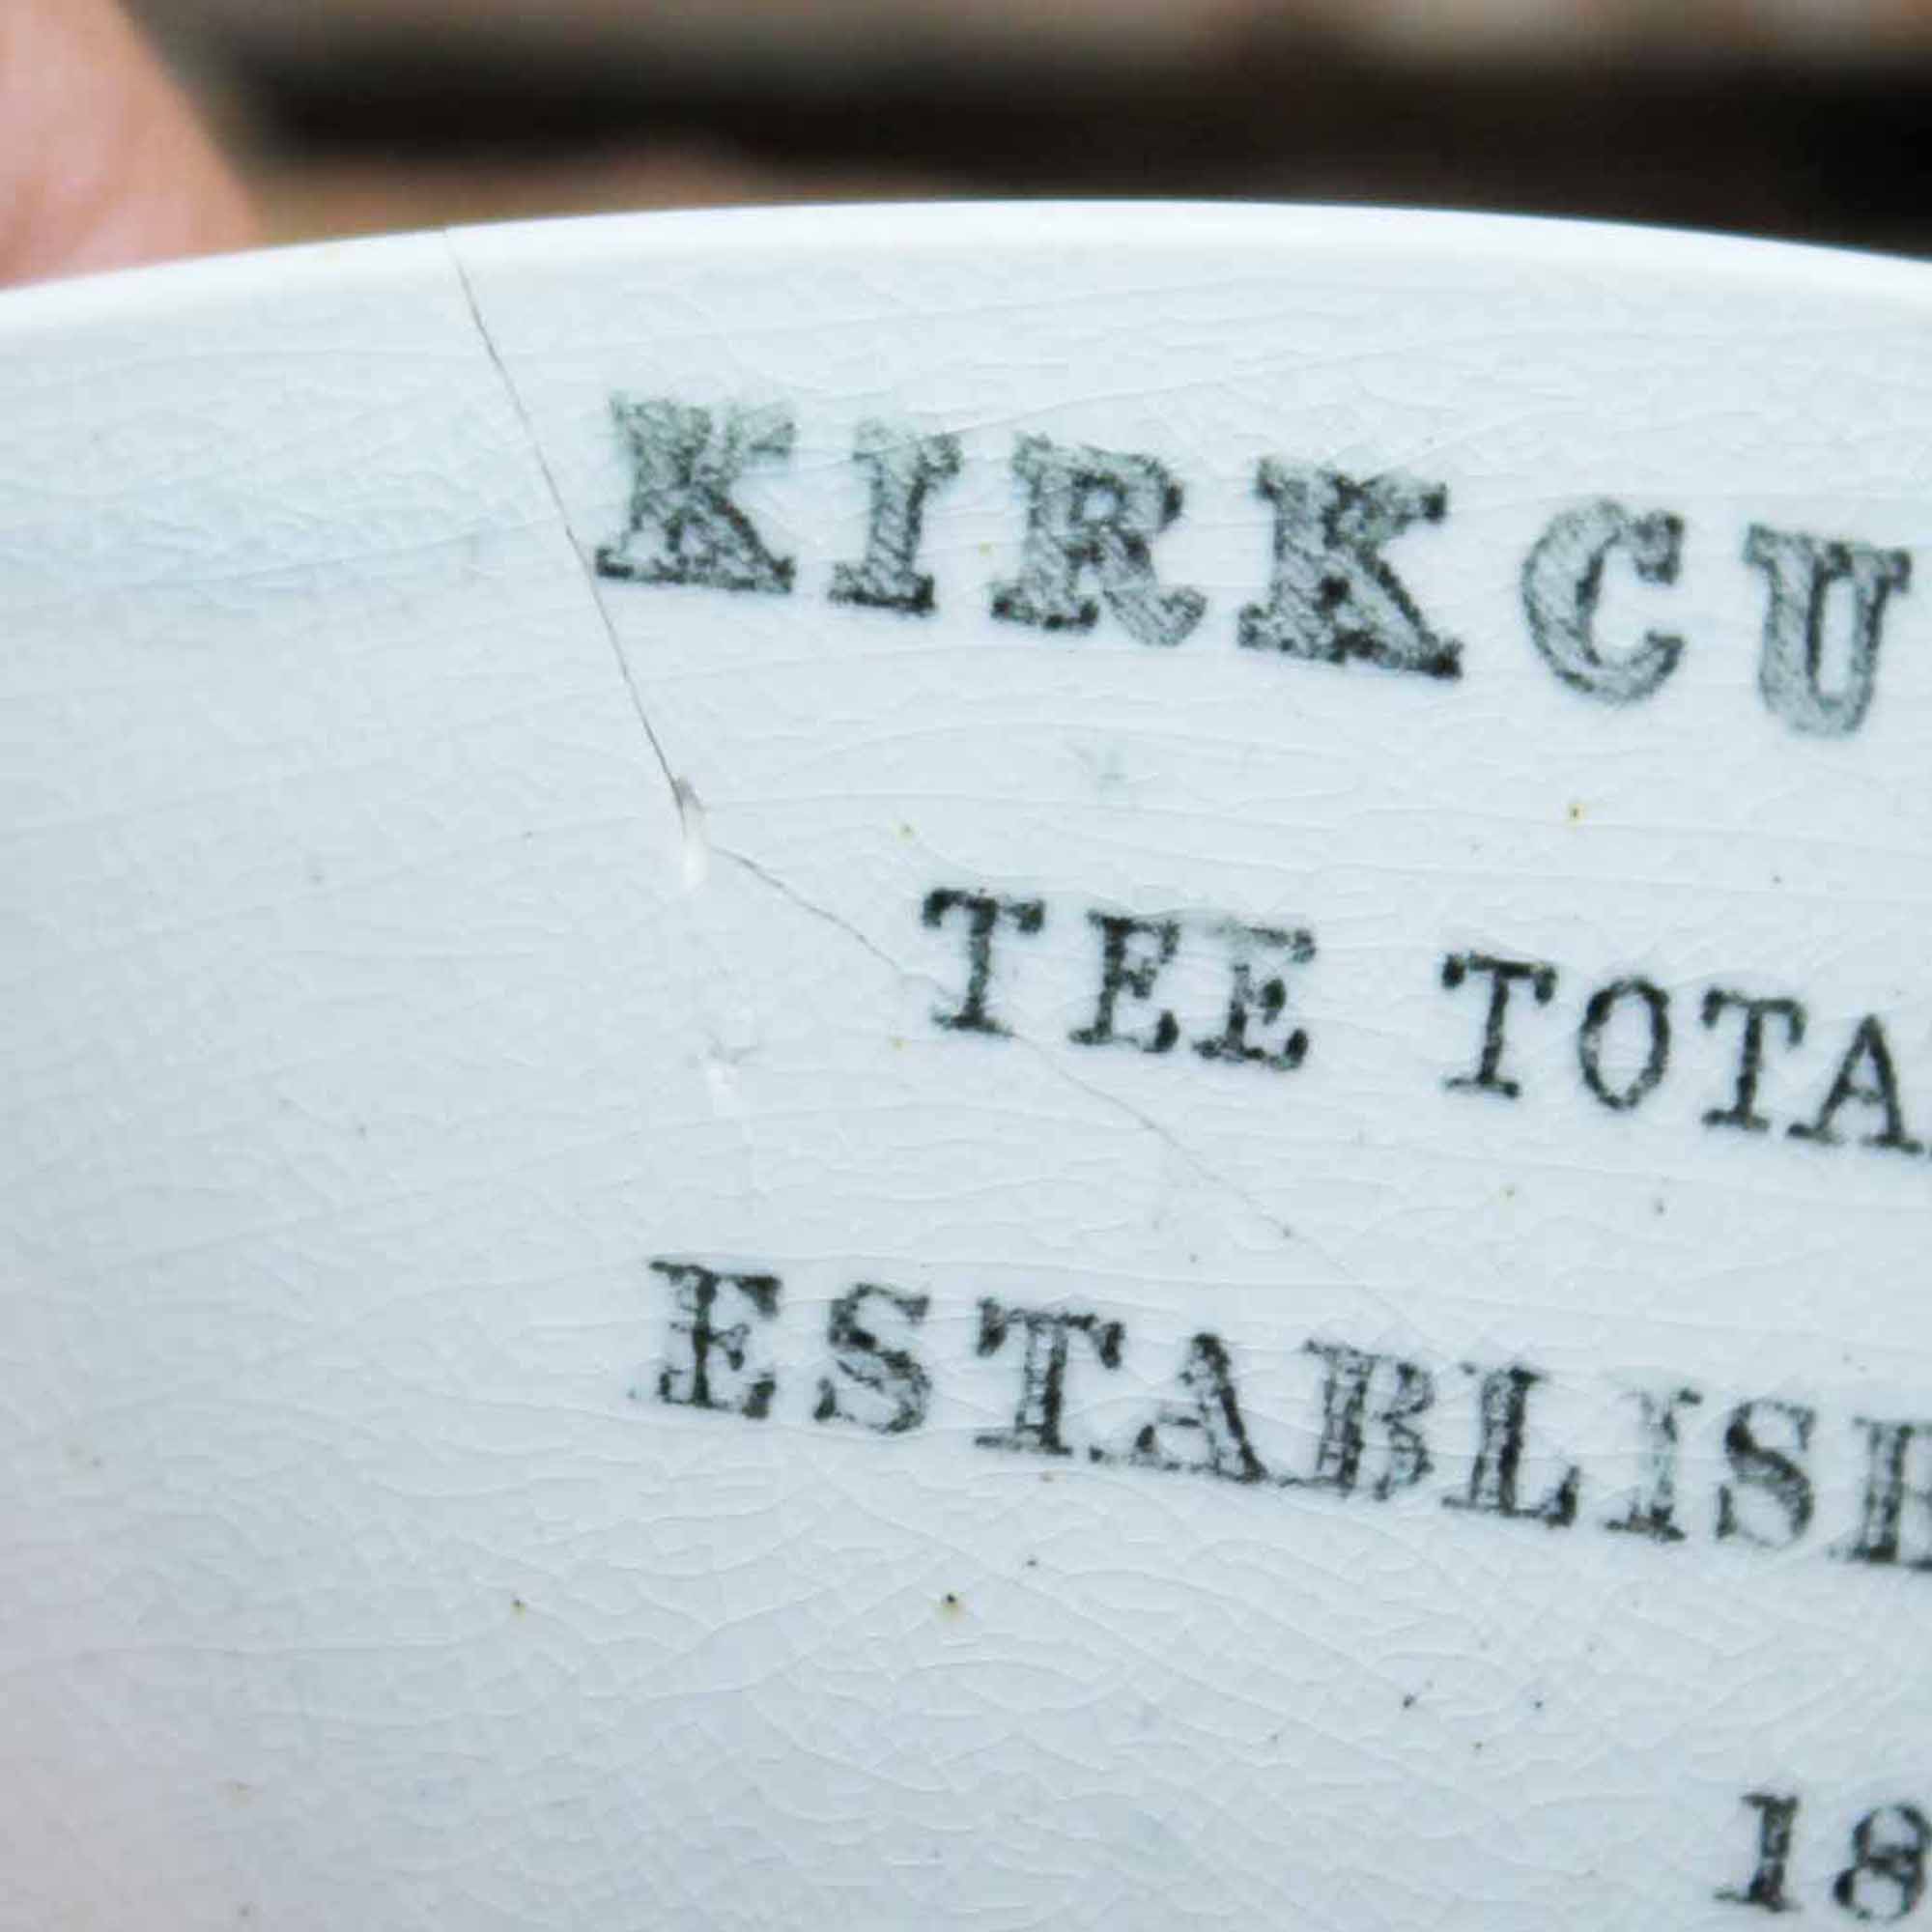 KIRKCU
TEE TOTA
ESTABLISH
18